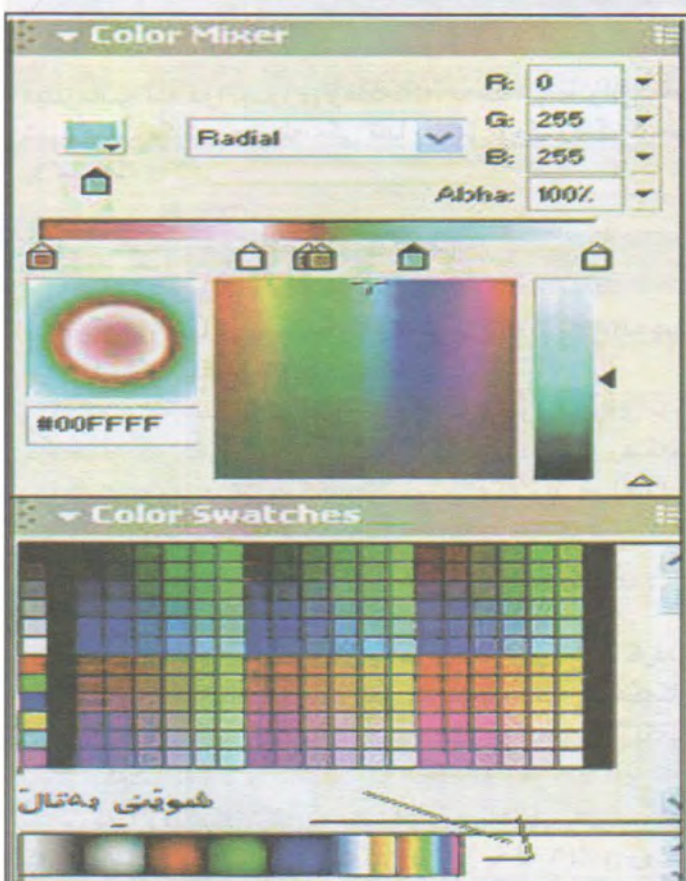 Color Mixer
R: 0
G: 255
Radial
B: 255
Alpha: 100%
#00FFFF
Color Swatches
شوێنی بەتاڵ